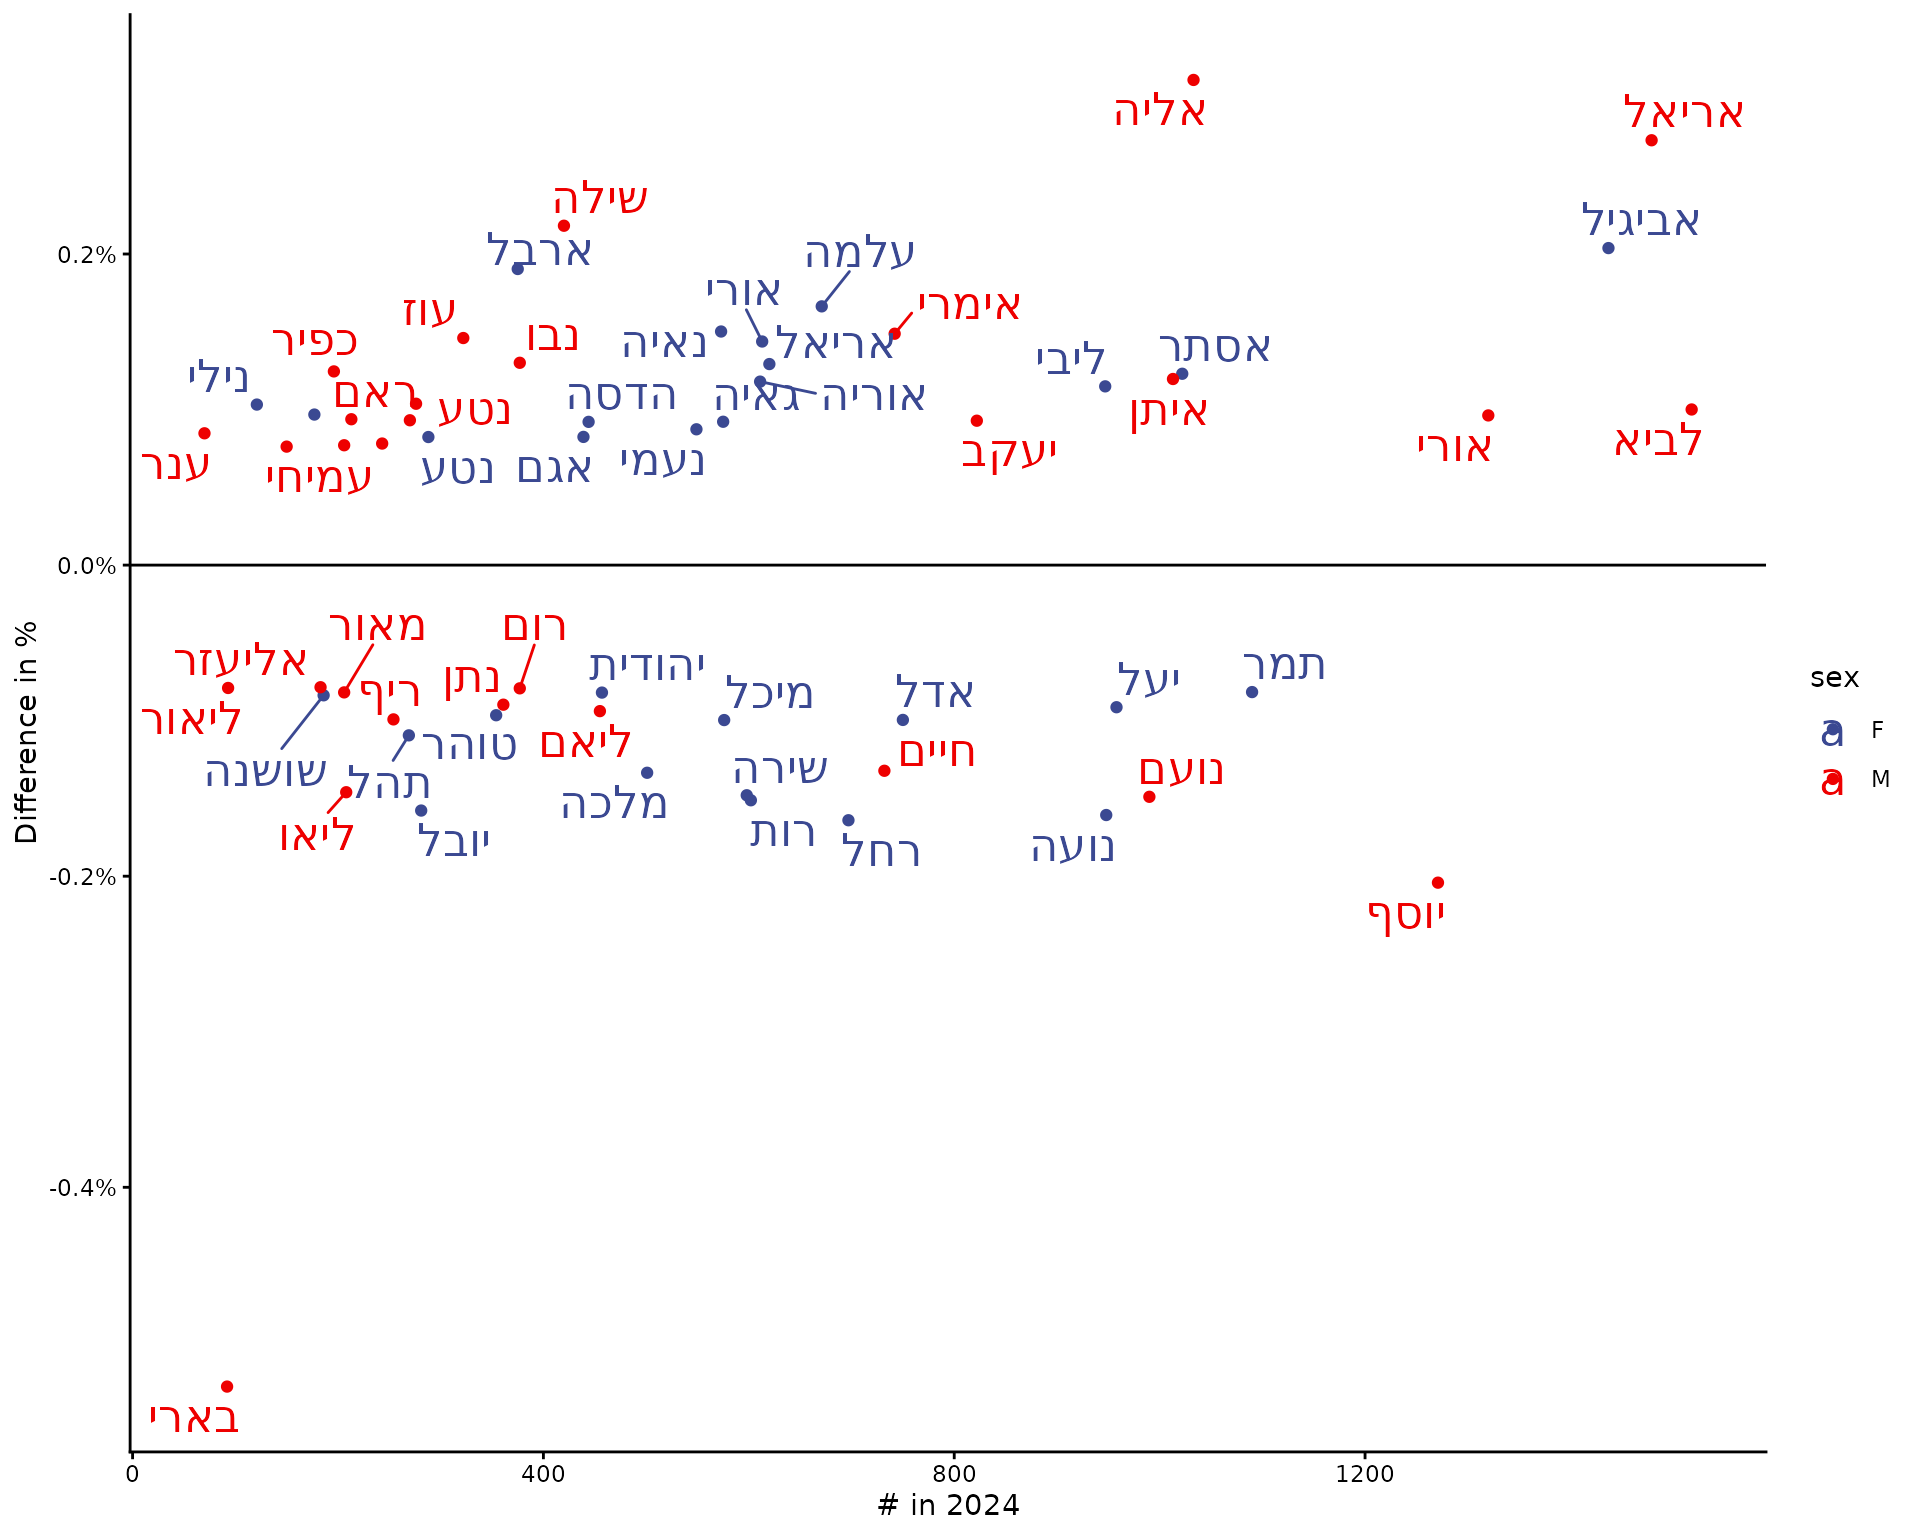 אליה
אריאל
שילה
אביגיל
ארבל
עלמה
0.2%
אורי
אימרי
עוז
נבו
כפיר
נאיה
אריאל
אסתר
ליבי
נילי
ראם
הדסה
גאיה
אוריה
נטע
איתן
יעקב
אורי
לביא
ענר
עמיחי
נטע
אגם
נעמי
0.0%
מאור
רום
אליעזר
ריף
נתן
יהודית
מיכל
אדל
יעל
תמר
ליאור
טוהר
ליאם
חיים
שושנה
תהל
שירה
נועם
מלכה
ליאו
יובל
רות
רחל
נועה
-0.2%
יוסף
-0.4%
בארי
0 400 800 1200
# in 2024
Difference in %
sex
a F
a M